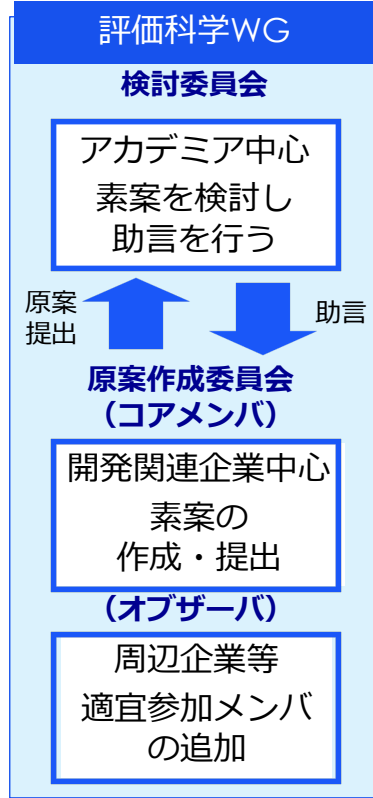 評価科学WG
検討委員会
アカデミア中心
素案を検討し
助言を行う
原案
提出
助言
原案作成委員会
（コアメンバ）
開発関連企業中心
素案の
作成・提出
（オブザーバ）
周辺企業等
適宜参加メンバ
の追加